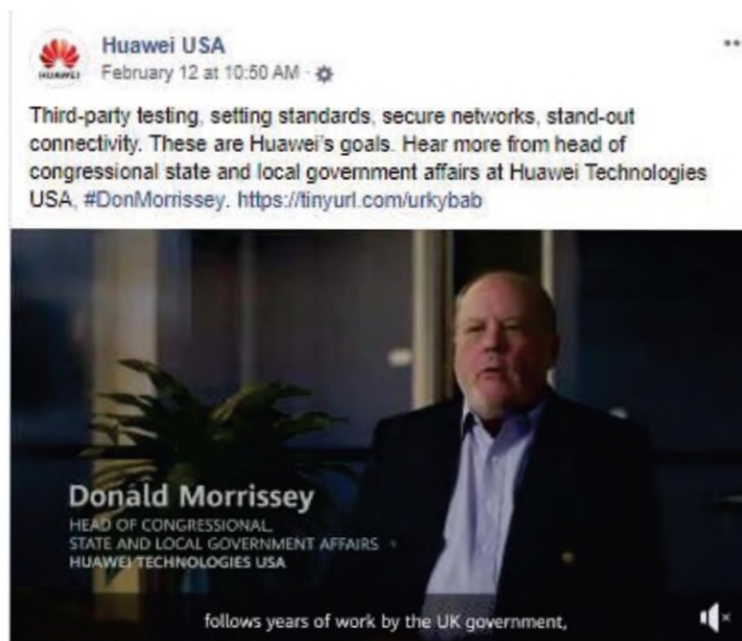 Huawei USA
February 12 at 10:50 AM ·
HUAWEI
Third-party testing, setting standards, secure networks, stand-out
connectivity. These are Huawei's goals. Hear more from head of
congressional state and local government affairs at Huawei Technologies
USA, #DonMorrissey. https://tinyurl.com/urkybab
Donald Morrissey
HEAD OF CONGRESSIONAL,
STATE AND LOCAL GOVERNMENT AFFAIRS
HUAWEI TECHNOLOGIES USA
follows years of work by the UK government,